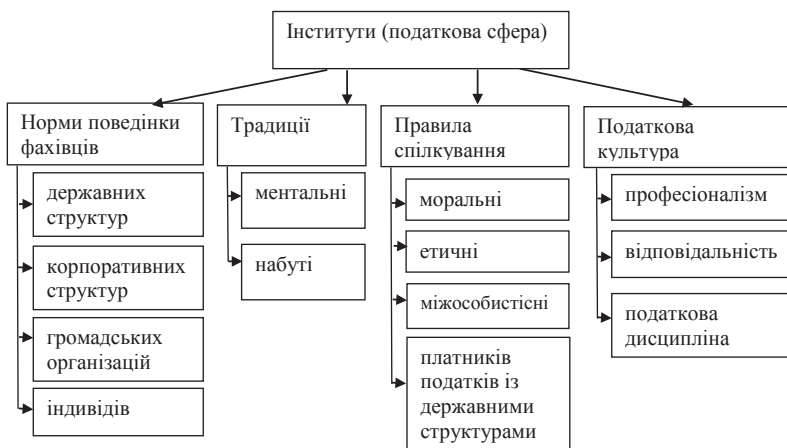 Інститути (податкова сфера)
Норми поведінки
фахівців
державних
структур
корпоративних
структур
громадських
організацій
індивідів
Традиції
ментальні
набуті
Правила
спілкування
моральні
етичні
міжособистісні
платників
податків із
державними
структурами
Податкова
культура
професіоналізм
відповідальність
податкова
дисципліна